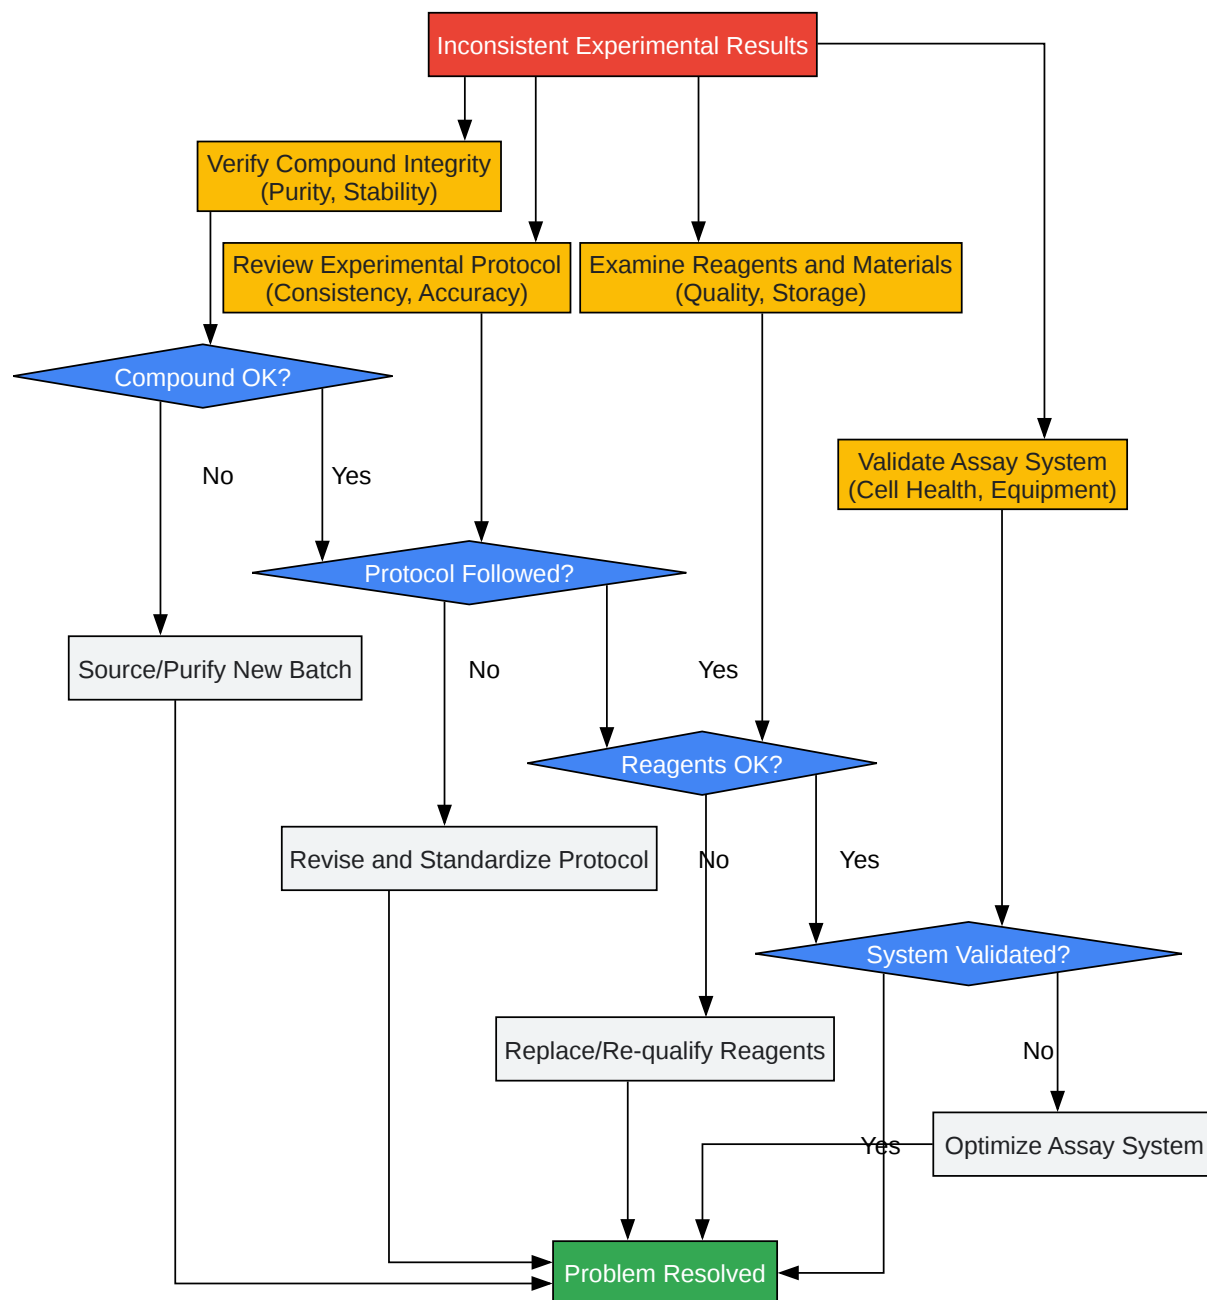 Inconsistent Experimental Results
Verify Compound Integrity
(Purity, Stability)
Review Experimental Protocol
(Consistency, Accuracy)
Examine Reagents and Materials
(Quality, Storage)
Compound OK?
No
Yes
Validate Assay System
(Cell Health, Equipment)
Protocol Followed?
Source/Purify New Batch
No
Yes
Reagents OK?
Revise and Standardize Protocol
No
Yes
System Validated?
Replace/Re-qualify Reagents
No
Yes
Optimize Assay System
Problem Resolved